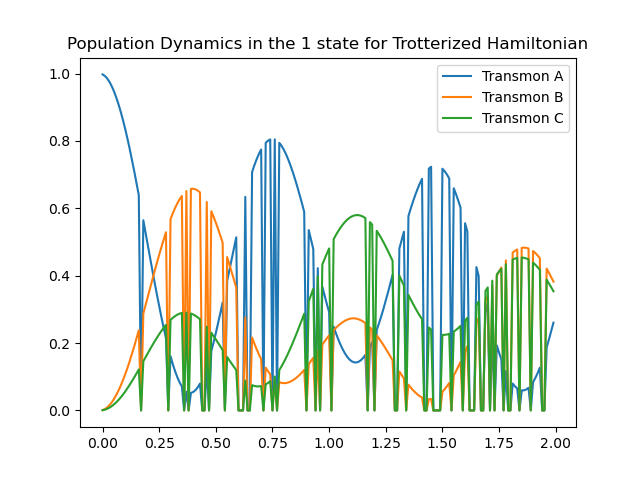 Population Dynamics in the 1 state for Trotterized Hamiltonian
1.0
0.8
0.6
0.4
0.2
0.0
Transmon A
Transmon B
Transmon C
0.00 0.25 0.50 0.75 1.00 1.25 1.50 1.75 2.00